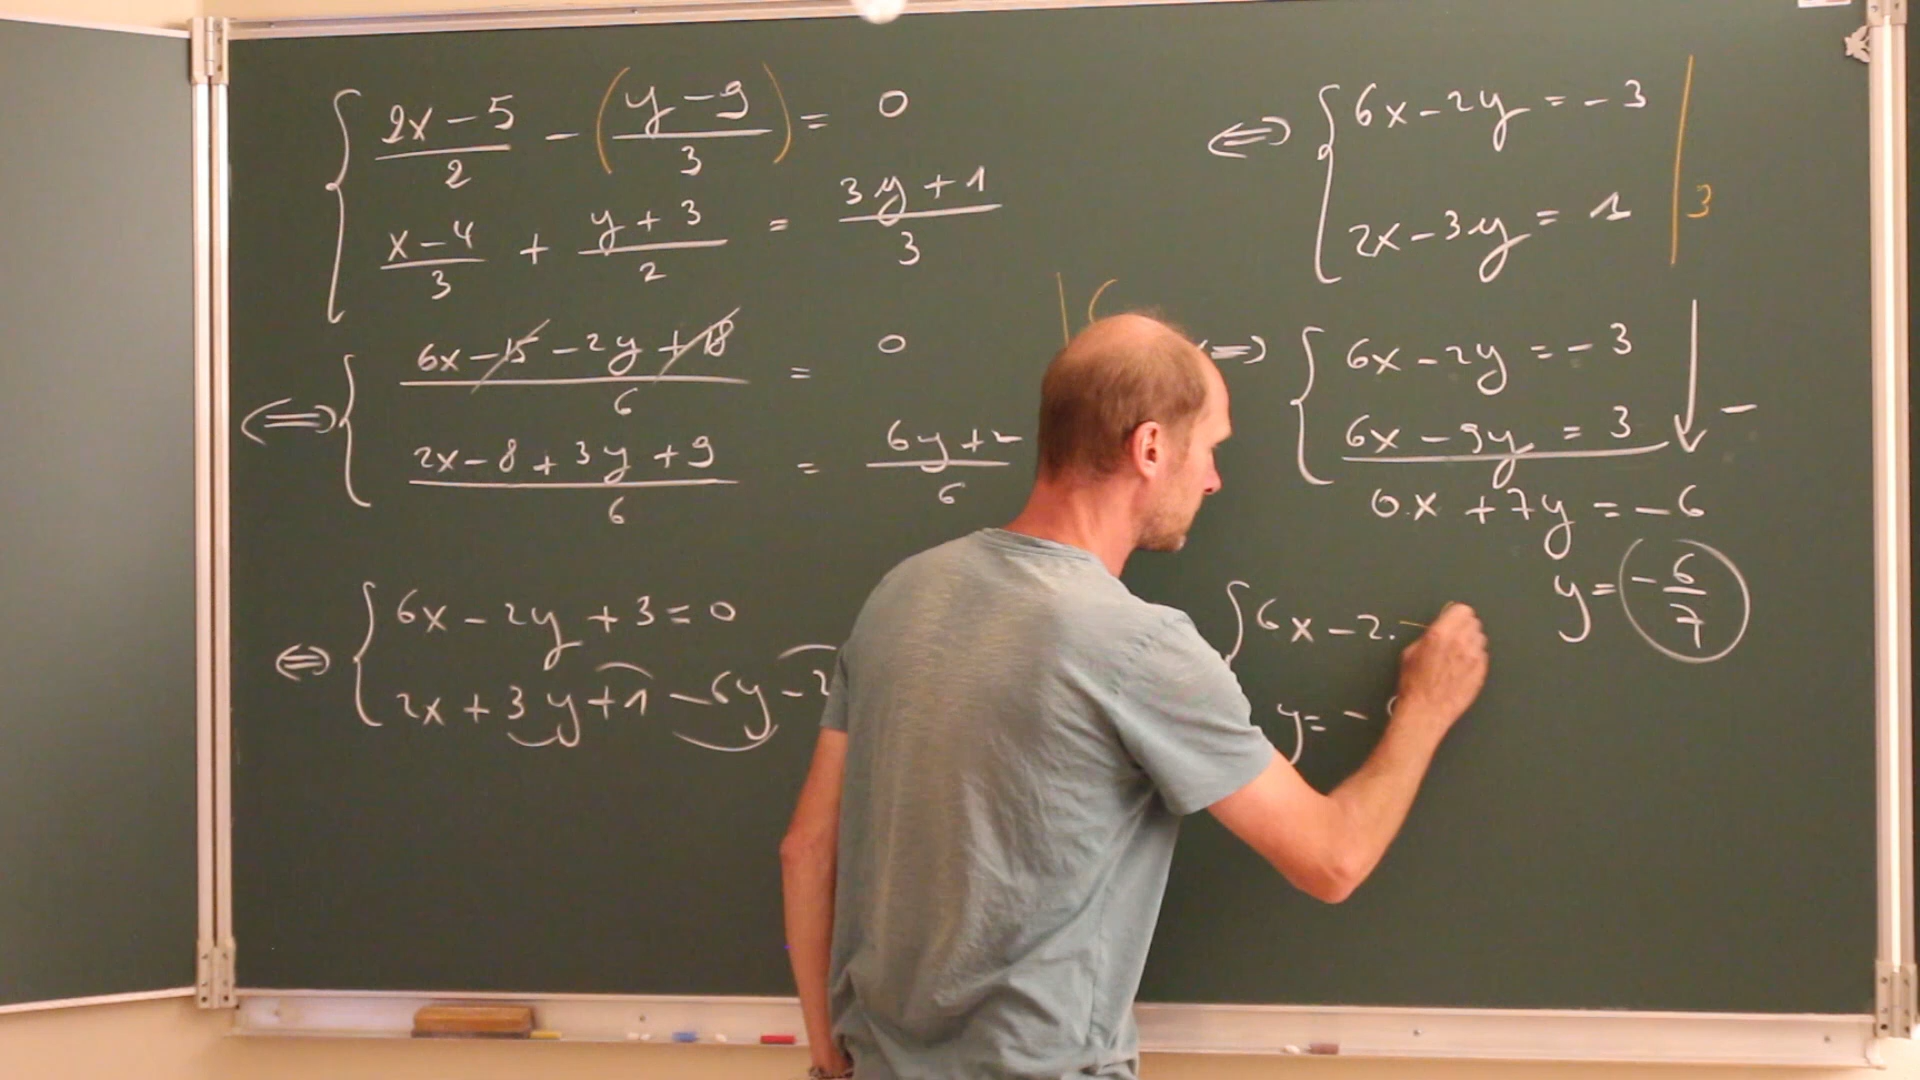 2x-5/2 - (y-9/3) = 0
x-4/3 + y+3/2 = 3y+1/3
⇔ 6x-15-2y+18/6 = 0
2x-8+3y+9/6 = 6y+2/6
⇔ 6x-2y+3=0
2x+3y+1-6y-2
⇔ 6x-2y=-3
2x-3y=1 | 3
⇔ 6x-2y=-3
6x-9y=3 -
0.x+7y=-6
y=-6/7
6x-2.
y=-